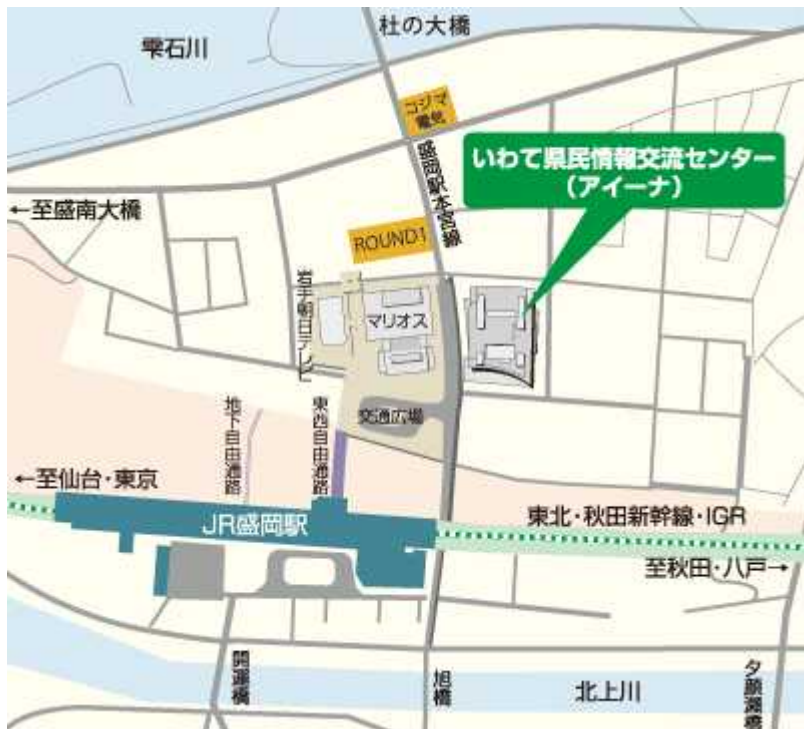 杜の大橋
雫石川
コジマ
電気
盛岡駅本宮線
いわて県民情報交流センター
（アイーナ）
←至盛南大橋
ROUND1
岩手朝日テレビ
マリオス
交通広場
地下自由通路
東西自由通路
←至仙台・東京
JR盛岡駅
東北・秋田新幹線・IGR
至秋田・八戸→
開運橋
旭橋
北上川
夕顔瀬橋